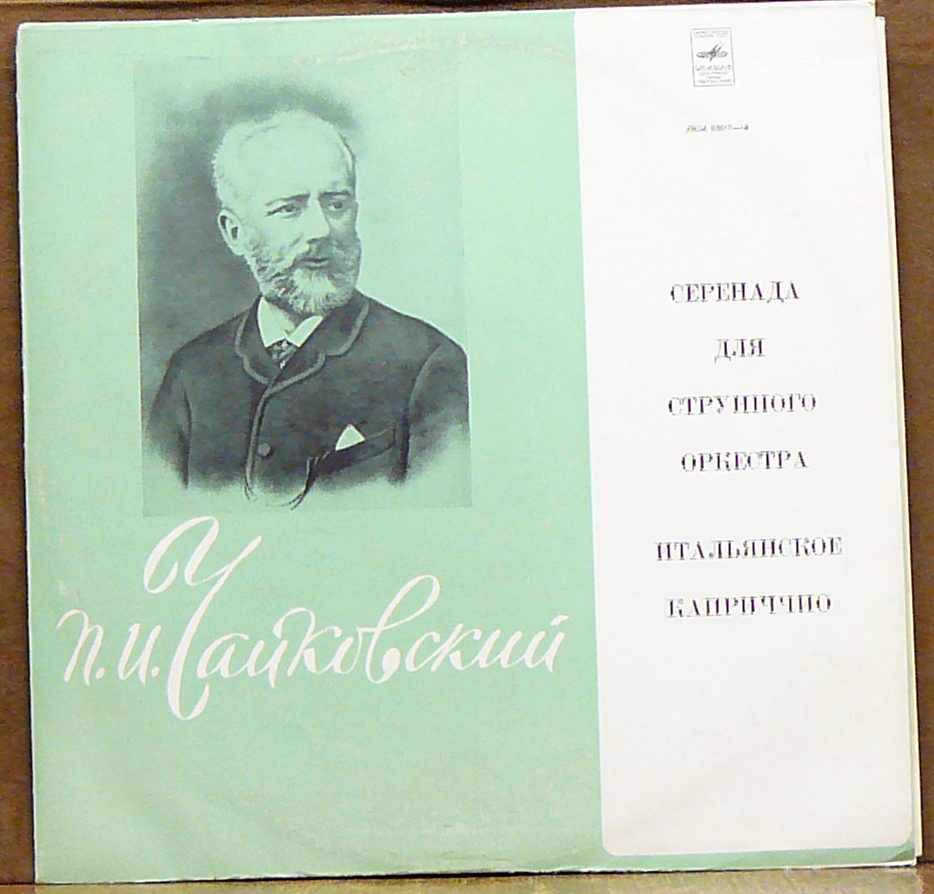 П.И. Чайковский
СЕРЕНАДА
ДЛЯ
СТРУННОГО
ОРКЕСТРА
ИТАЛЬЯНСКОЕ
КАПРИЧЧИО